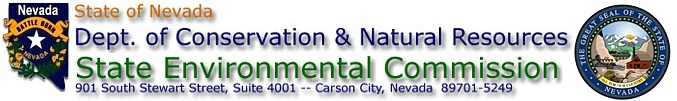 Nevada
BATTLE BORN
NEVADA
State of Nevada
Dept. of Conservation & Natural Resources
State Environmental Commission
901 South Stewart Street, Suite 4001 -- Carson City, Nevada 89701-5249
THE GREAT SEAL OF THE STATE OF
NEVADA